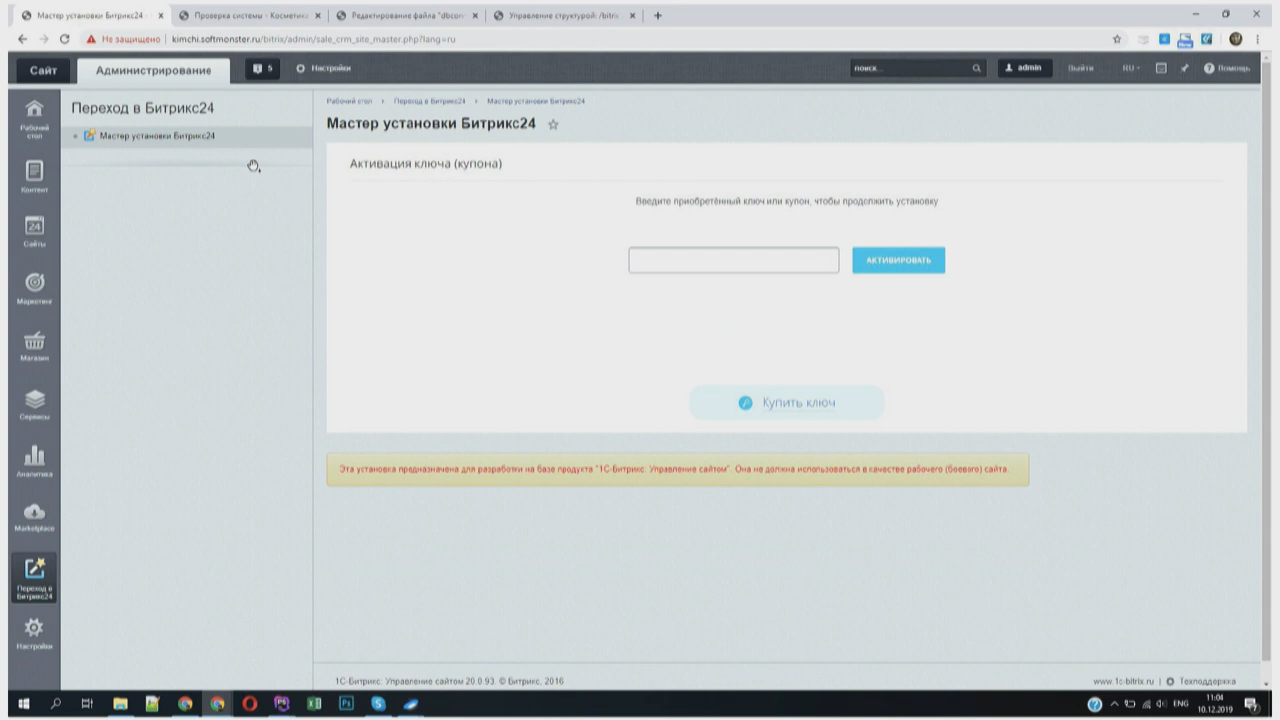 Мастер установки Битрикс24 -
Проверка системы - Косметика
Редактирование файла "dbcon
Управление структурой: /bitrix
Не защищено | kimchi.softmonster.ru/bitrix/admin/sale_crm_site_master.php?lang=ru
Сайт
Администрирование
5
Настройки
поиск...
admin
Выйти
RU
Помощь
Рабочий стол
Контент
24
Сайты
Маркетинг
Магазин
Сервисы
Аналитика
Marketplace
Переход в Битрикс24
Настройки
Переход в Битрикс24
Мастер установки Битрикс24
Рабочий стол
Переход в Битрикс24
Мастер установки Битрикс24
Мастер установки Битрикс24
Активация ключа (купона)
Введите приобретённый ключ или купон, чтобы продолжить установку
АКТИВИРОВАТЬ
Купить ключ
Эта установка предназначена для разработки на базе продукта "1С-Битрикс: Управление сайтом". Она не должна использоваться в качестве рабочего (боевого) сайта.
1С-Битрикс: Управление сайтом 20.0.93. © Битрикс, 2016
www.1c-bitrix.ru | Техподдержка
ENG
11:04
10.12.2019